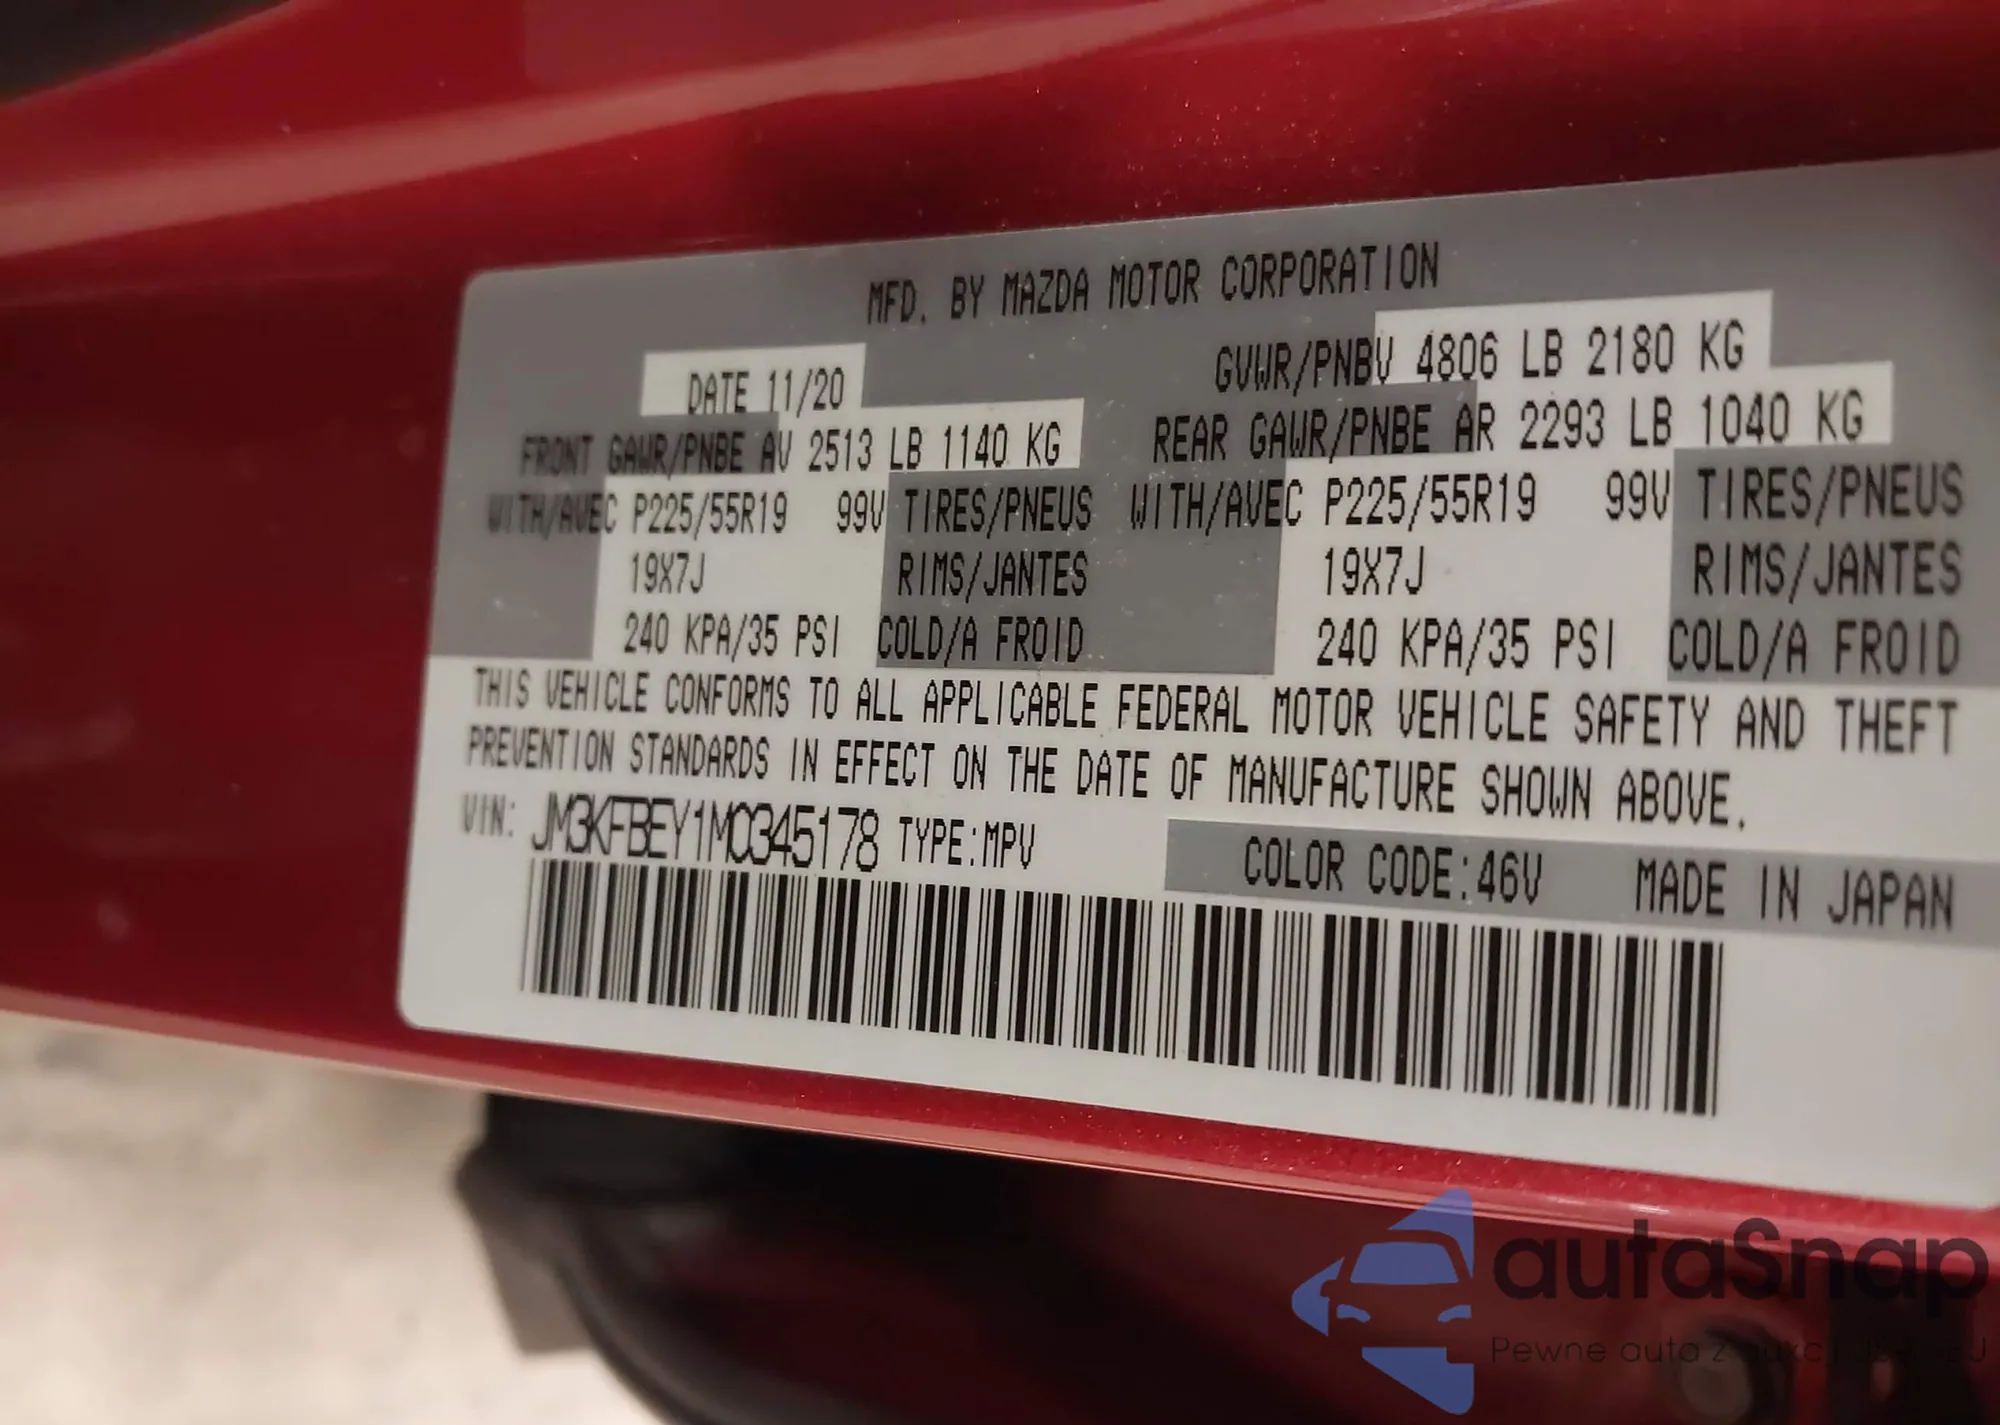 MFD. BY MAZDA MOTOR CORPORATION
DATE 11/20 GVWR/PNBV 4806 LB 2180 KG
FRONT GAWR/PNBE AV 2513 LB 1140 KG REAR GAWR/PNBE AR 2293 LB 1040 KG
WITH/AVEC P225/55R19 99V TIRES/PNEUS WITH/AVEC P225/55R19 99V TIRES/PNEUS
19X7J RIMS/JANTES 19X7J RIMS/JANTES
240 KPA/35 PSI COLD/A FROID 240 KPA/35 PSI COLD/A FROID
THIS VEHICLE CONFORMS TO ALL APPLICABLE FEDERAL MOTOR VEHICLE SAFETY AND THEFT
PREVENTION STANDARDS IN EFFECT ON THE DATE OF MANUFACTURE SHOWN ABOVE.
VIN: JM3KFBEY1M0345178 TYPE:MPV COLOR CODE:46V MADE IN JAPAN
autaSnap
Pewne auta z